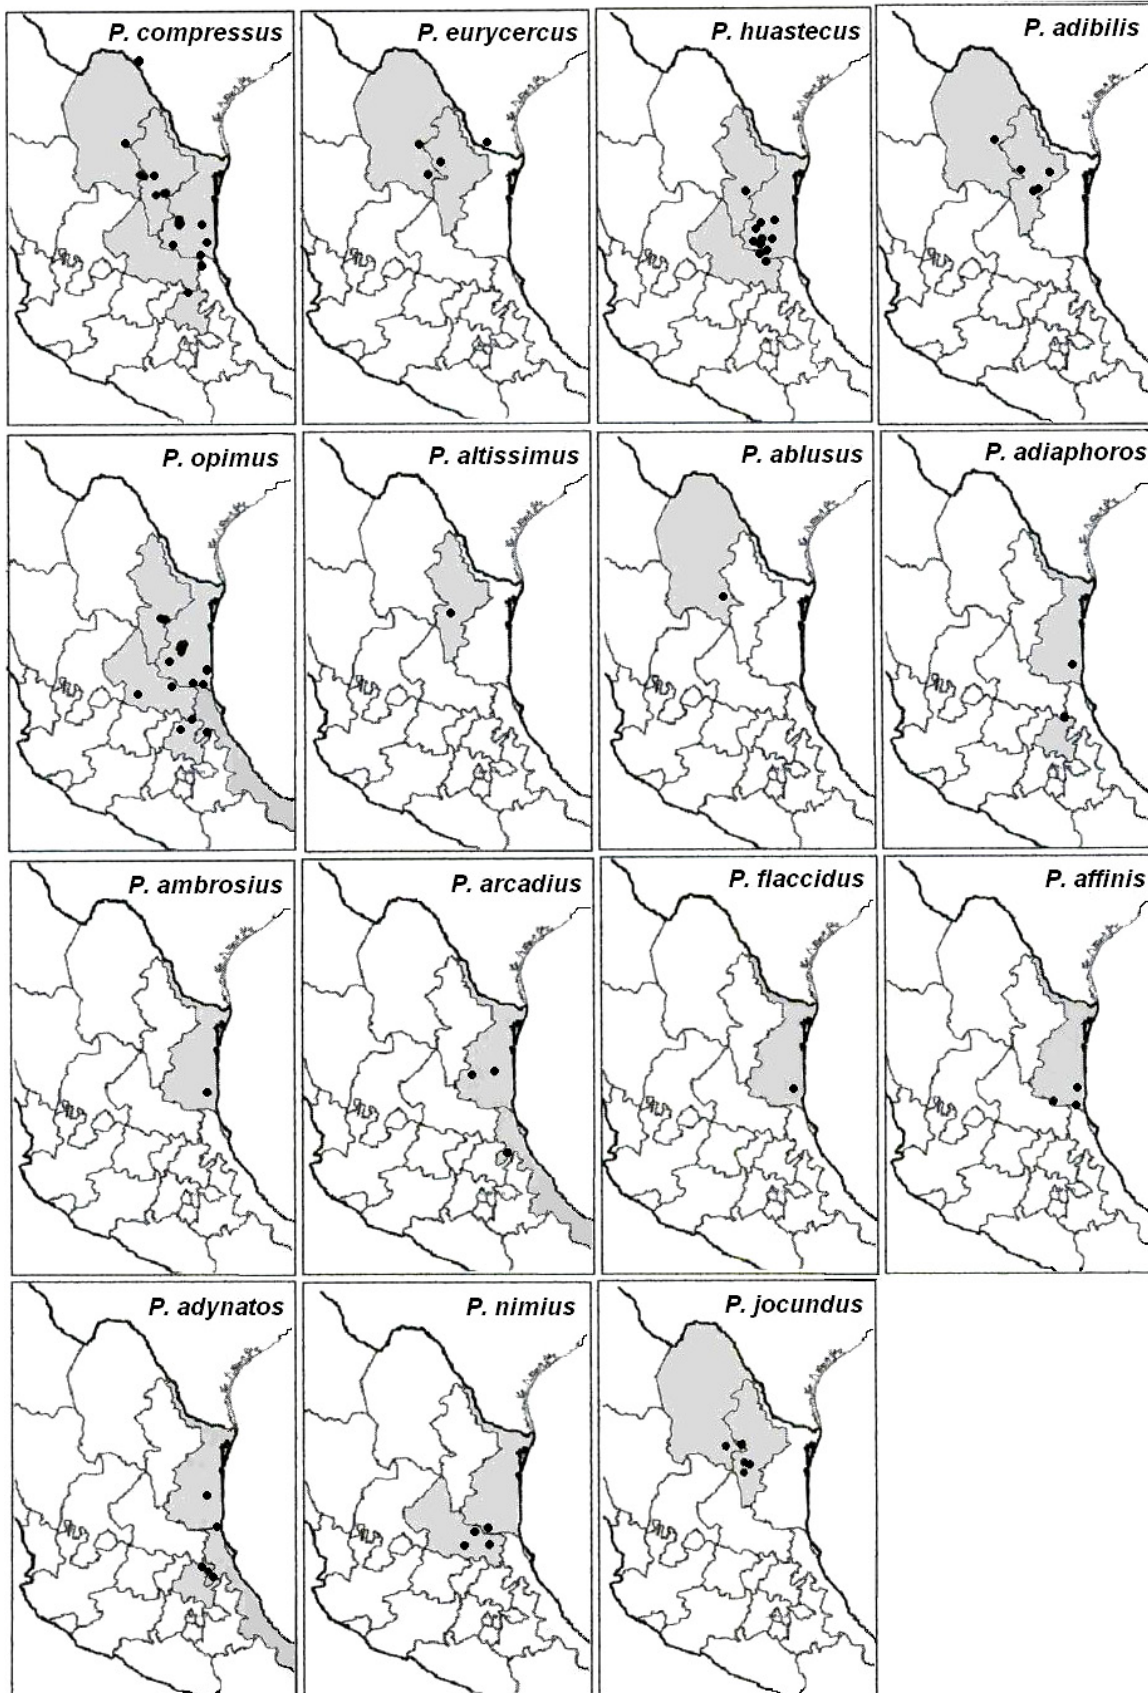 P. compressus
P. eurycercus
P. huastecus
P. adibilis
P. opimus
P. altissimus
P. ablusus
P. adiaphoros
P. ambrosius
P. arcadius
P. flaccidus
P. affinis
P. adynatos
P. nimius
P. jocundus